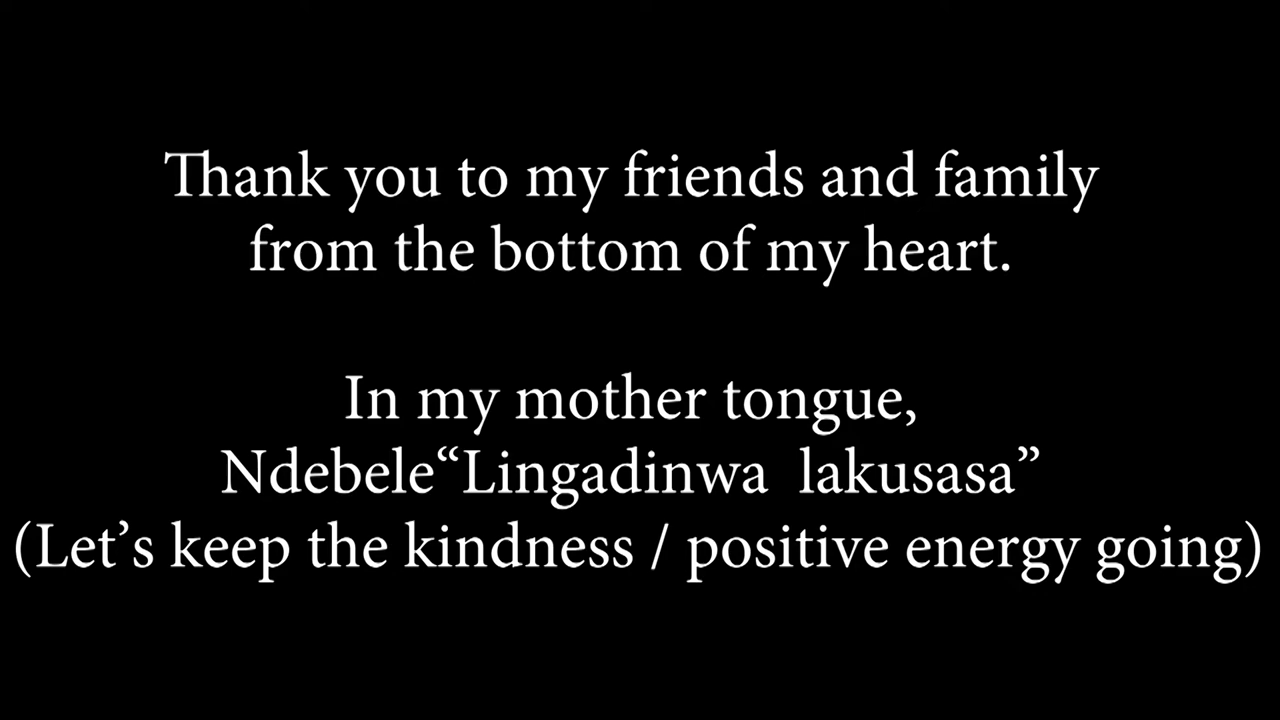 Thank you to my friends and family
from the bottom of my heart.
In my mother tongue,
Ndebele“Lingadinwa  lakusasa”
(Let’s keep the kindness / positive energy going)